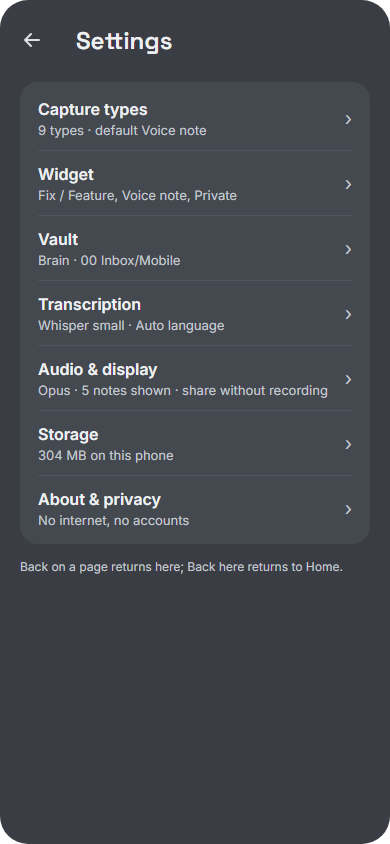 Settings
Capture types
9 types · default Voice note
Widget
Fix / Feature, Voice note, Private
Vault
Brain · 00 Inbox/Mobile
Transcription
Whisper small · Auto language
Audio & display
Opus · 5 notes shown · share without recording
Storage
304 MB on this phone
About & privacy
No internet, no accounts
Back on a page returns here; Back here returns to Home.